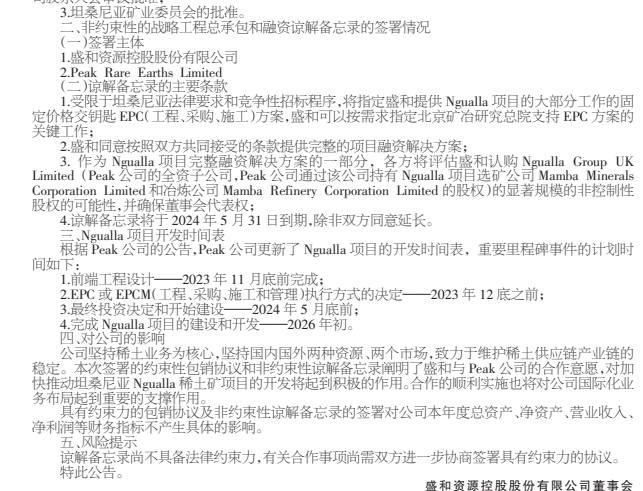 3.坦桑尼亚矿业委员会的批准。
二、非约束性的战略工程总承包和融资谅解备忘录的签署情况
(一)签署主体
1.盛和资源控股股份有限公司
2.Peak Rare Earths Limited
(二)谅解备忘录的主要条款
1.受限于坦桑尼亚法律要求和竞争性招标程序,将指定盛和提供 Ngualla 项目的大部分工作的固
定价格交钥匙 EPC(工程、采购、施工)方案,盛和可以按需求指定北京矿冶研究总院支持 EPC 方案的
关键工作;
2.盛和同意按照双方共同接受的条款提供完整的项目融资解决方案;
3. 作为 Ngualla 项目完整融资解决方案的一部分, 各方将评估盛和认购 Ngualla Group UK
Limited (Peak 公司的全资子公司,Peak 公司通过该公司持有 Ngualla 项目选矿公司 Mamba Minerals
Corporation Limited 和冶炼公司 Mamba Refinery Corporation Limited 的股权)的显著规模的非控制性
股权的可能性,并确保董事会代表权;
4.谅解备忘录将于 2024 年 5 月 31 日到期,除非双方同意延长。
三、Ngualla 项目开发时间表
根据 Peak 公司的公告,Peak 公司更新了 Ngualla 项目的开发时间表, 重要里程碑事件的计划时
间如下:
1.前端工程设计——2023 年 11 月底前完成;
2.EPC 或 EPCM(工程、采购、施工和管理)执行方式的决定——2023 年 12 底之前;
3.最终投资决定和开始建设——2024 年 5 月底前;
4.完成 Ngualla 项目的建设和开发——2026 年初。
四、对公司的影响
公司坚持稀土业务为核心,坚持国内国外两种资源、两个市场,致力于维护稀土供应链产业链的
稳定。本次签署的约束性包销协议和非约束性谅解备忘录阐明了盛和与 Peak 公司的合作意愿,对加
快推动坦桑尼亚 Ngualla 稀土矿项目的开发将起到积极的作用。合作的顺利实施也将对公司国际化业
务布局起到重要的支撑作用。
具有约束力的包销协议及非约束性谅解备忘录的签署对公司本年度总资产、净资产、营业收入、
净利润等财务指标不产生具体的影响。
五、风险提示
谅解备忘录尚不具备法律约束力,有关合作事项尚需双方进一步协商签署具有约束力的协议。
特此公告。
盛和资源控股股份有限公司董事会